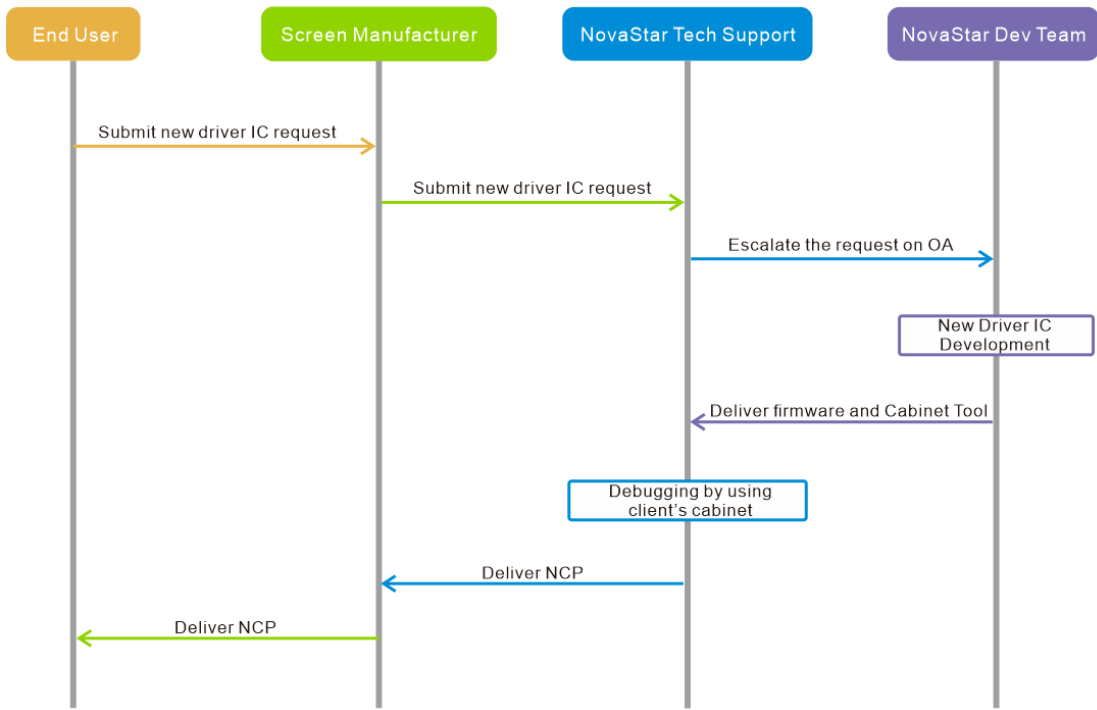 End User
Screen Manufacturer
NovaStar Tech Support
NovaStar Dev Team
Submit new driver IC request
Submit new driver IC request
Escalate the request on OA
New Driver IC
Development
Deliver firmware and Cabinet Tool
Debugging by using
client’s cabinet
Deliver NCP
Deliver NCP